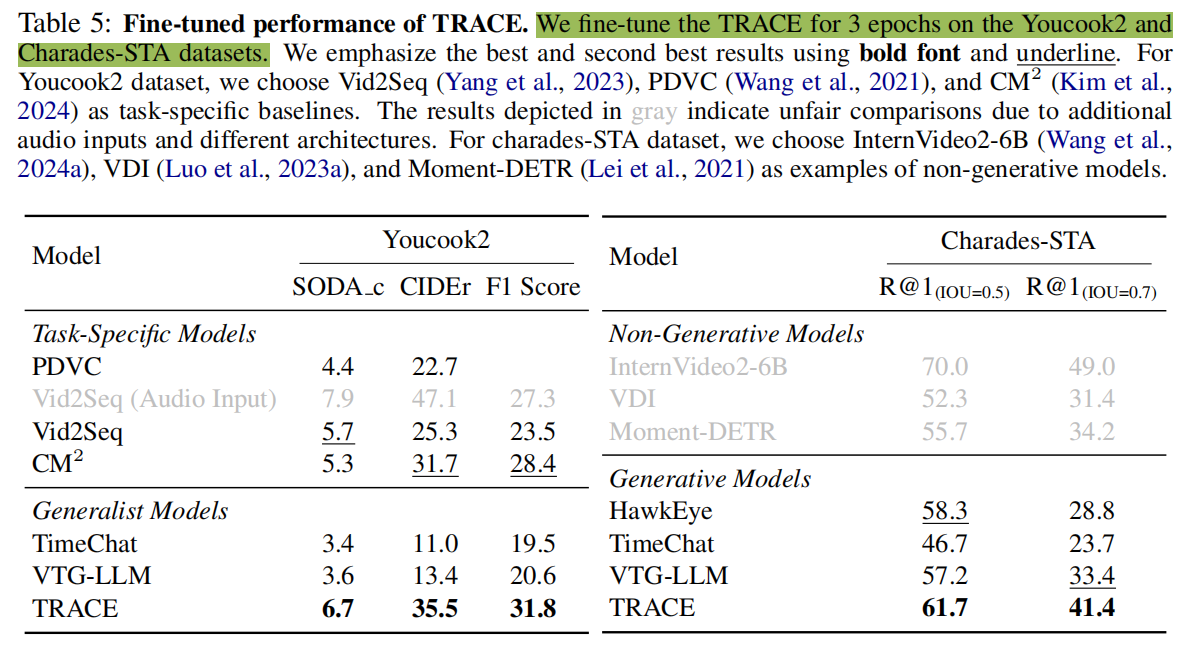 Table 5: Fine-tuned performance of TRACE. We fine-tune the TRACE for 3 epochs on the Youcook2 and
Charades-STA datasets. We emphasize the best and second best results using bold font and underline. For
Youcook2 dataset, we choose Vid2Seq (Yang et al., 2023), PDVC (Wang et al., 2021), and CM² (Kim et al.,
2024) as task-specific baselines. The results depicted in gray indicate unfair comparisons due to additional
audio inputs and different architectures. For charades-STA dataset, we choose InternVideo2-6B (Wang et al.,
2024a), VDI (Luo et al., 2023a), and Moment-DETR (Lei et al., 2021) as examples of non-generative models.
Model Youcook2
SODA_c CIDEr F1 Score
Task-Specific Models
PDVC 4.4 22.7
Vid2Seq (Audio Input) 7.9 47.1 27.3
Vid2Seq 5.7 25.3 23.5
CM² 5.3 31.7 28.4
Generalist Models
TimeChat 3.4 11.0 19.5
VTG-LLM 3.6 13.4 20.6
TRACE 6.7 35.5 31.8
Model Charades-STA
R@1(IOU=0.5) R@1(IOU=0.7)
Non-Generative Models
InternVideo2-6B 70.0 49.0
VDI 52.3 31.4
Moment-DETR 55.7 34.2
Generative Models
HawkEye 58.3 28.8
TimeChat 46.7 23.7
VTG-LLM 57.2 33.4
TRACE 61.7 41.4